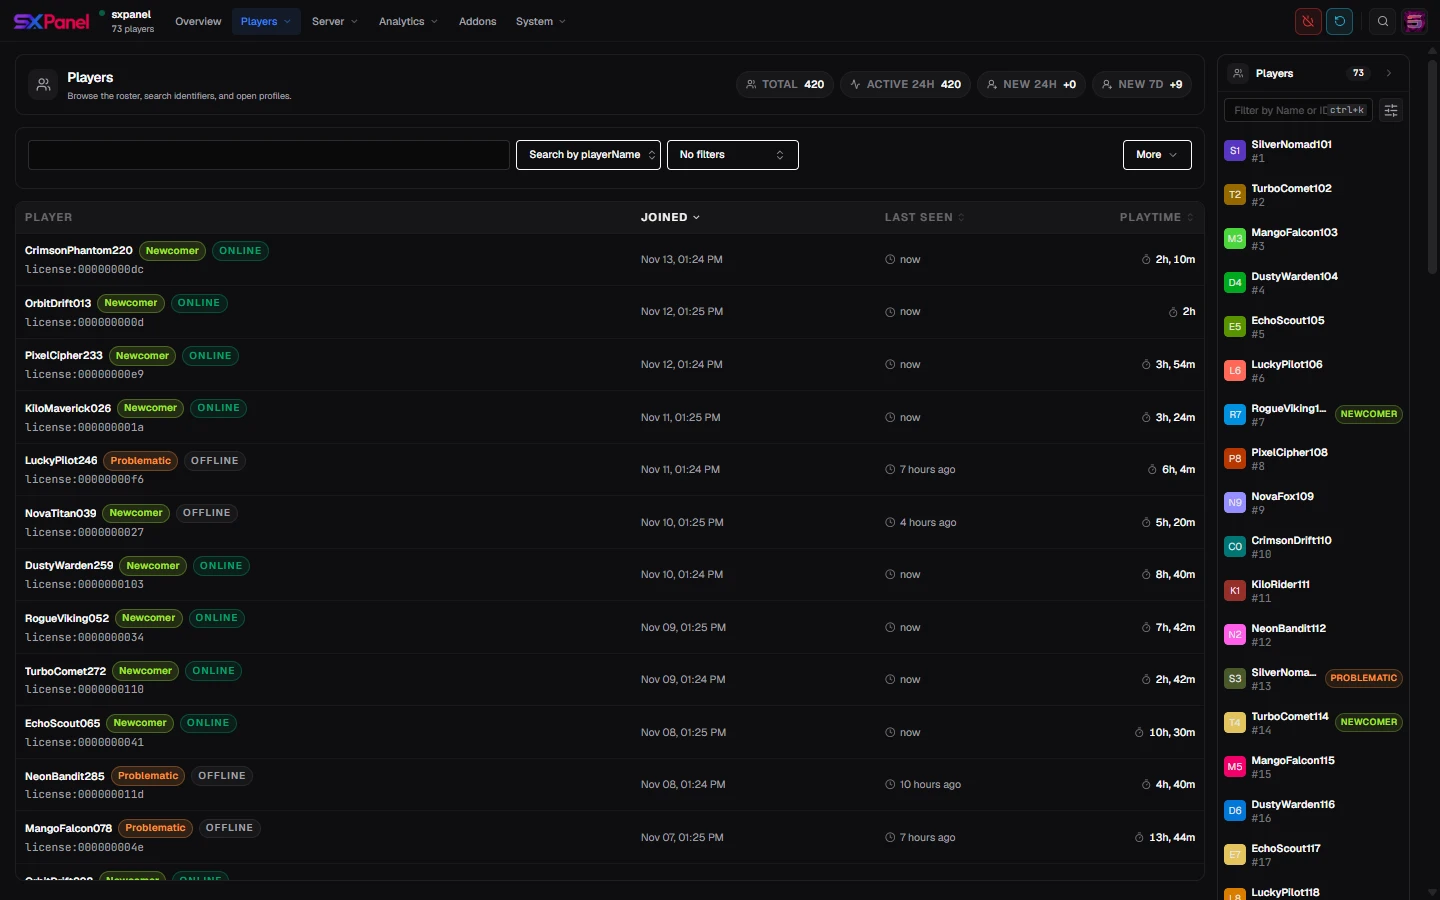 SXPanel
sxpanel
73 players
Overview
Players
Server
Analytics
Addons
System
Players
Browse the roster, search identifiers, and open profiles.
TOTAL 420
ACTIVE 24H 420
NEW 24H +0
NEW 7D +9
Search by playerName
No filters
More
PLAYER JOINED LAST SEEN PLAYTIME
CrimsonPhantom220 Newcomer ONLINE
license:00000000dc
Nov 13, 01:24 PM now 2h, 10m
OrbitDrift013 Newcomer ONLINE
license:000000000d
Nov 12, 01:25 PM now 2h
PixelCipher233 Newcomer ONLINE
license:00000000e9
Nov 12, 01:24 PM now 3h, 54m
KiloMaverick026 Newcomer ONLINE
license:000000001a
Nov 11, 01:25 PM now 3h, 24m
LuckyPilot246 Problematic OFFLINE
license:00000000f6
Nov 11, 01:24 PM 7 hours ago 6h, 4m
NovaTitan039 Newcomer OFFLINE
license:0000000027
Nov 10, 01:25 PM 4 hours ago 5h, 20m
DustyWarden259 Newcomer ONLINE
license:0000000103
Nov 10, 01:24 PM now 8h, 40m
RogueViking052 Newcomer ONLINE
license:0000000034
Nov 09, 01:25 PM now 7h, 42m
TurboComet272 Newcomer ONLINE
license:0000000110
Nov 09, 01:24 PM now 2h, 42m
EchoScout065 Newcomer ONLINE
license:0000000041
Nov 08, 01:25 PM now 10h, 30m
NeonBandit285 Problematic OFFLINE
license:000000011d
Nov 08, 01:24 PM 10 hours ago 4h, 40m
MangoFalcon078 Problematic OFFLINE
license:000000004e
Nov 07, 01:25 PM 7 hours ago 13h, 44m
Newcomer ONLINE
Players 73
Filter by Name or ID ctrl+k
S1 SilverNomad101
#1
T2 TurboComet102
#2
M3 MangoFalcon103
#3
D4 DustyWarden104
#4
E5 EchoScout105
#5
L6 LuckyPilot106
#6
R7 RogueViking1... NEWCOMER
#7
P8 PixelCipher108
#8
N9 NovaFox109
#9
C0 CrimsonDrift110
#10
K1 KiloRider111
#11
N2 NeonBandit112
#12
S3 SilverNoma... PROBLEMATIC
#13
T4 TurboComet114 NEWCOMER
#14
M5 MangoFalcon115
#15
D6 DustyWarden116
#16
E7 EchoScout117
#17
L8 LuckyPilot118